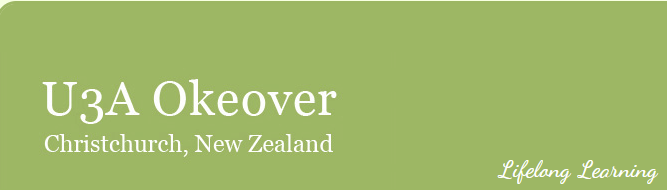 U3A Okeover
Christchurch, New Zealand
Lifelong Learning